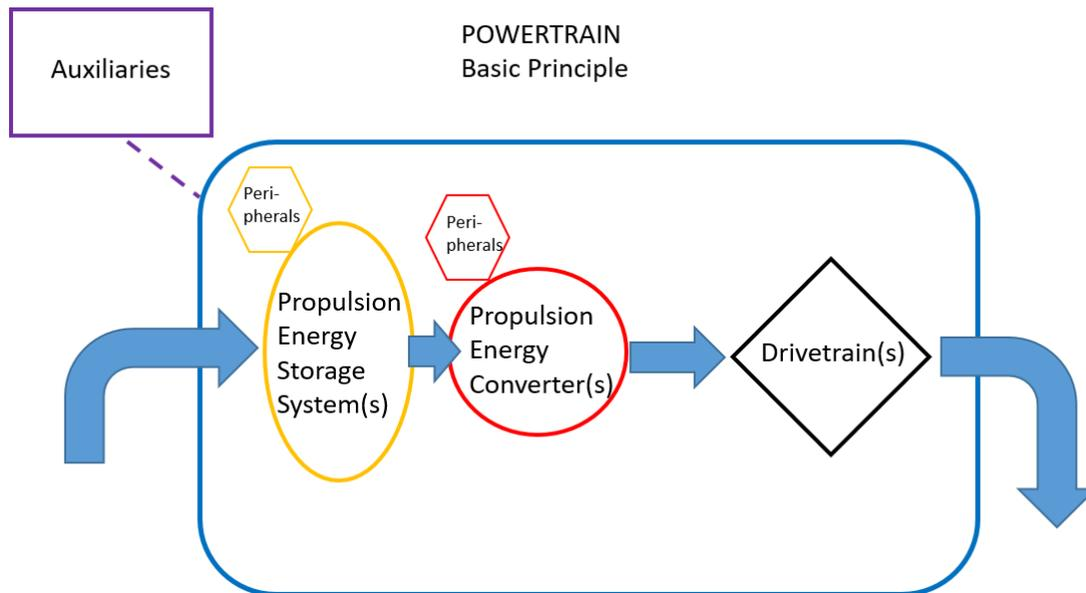 POWERTRAIN
Basic Principle
Auxiliaries
Peri-
pherals
Peri-
pherals
Propulsion
Energy
Storage
System(s)
Propulsion
Energy
Converter(s)
Drivetrain(s)